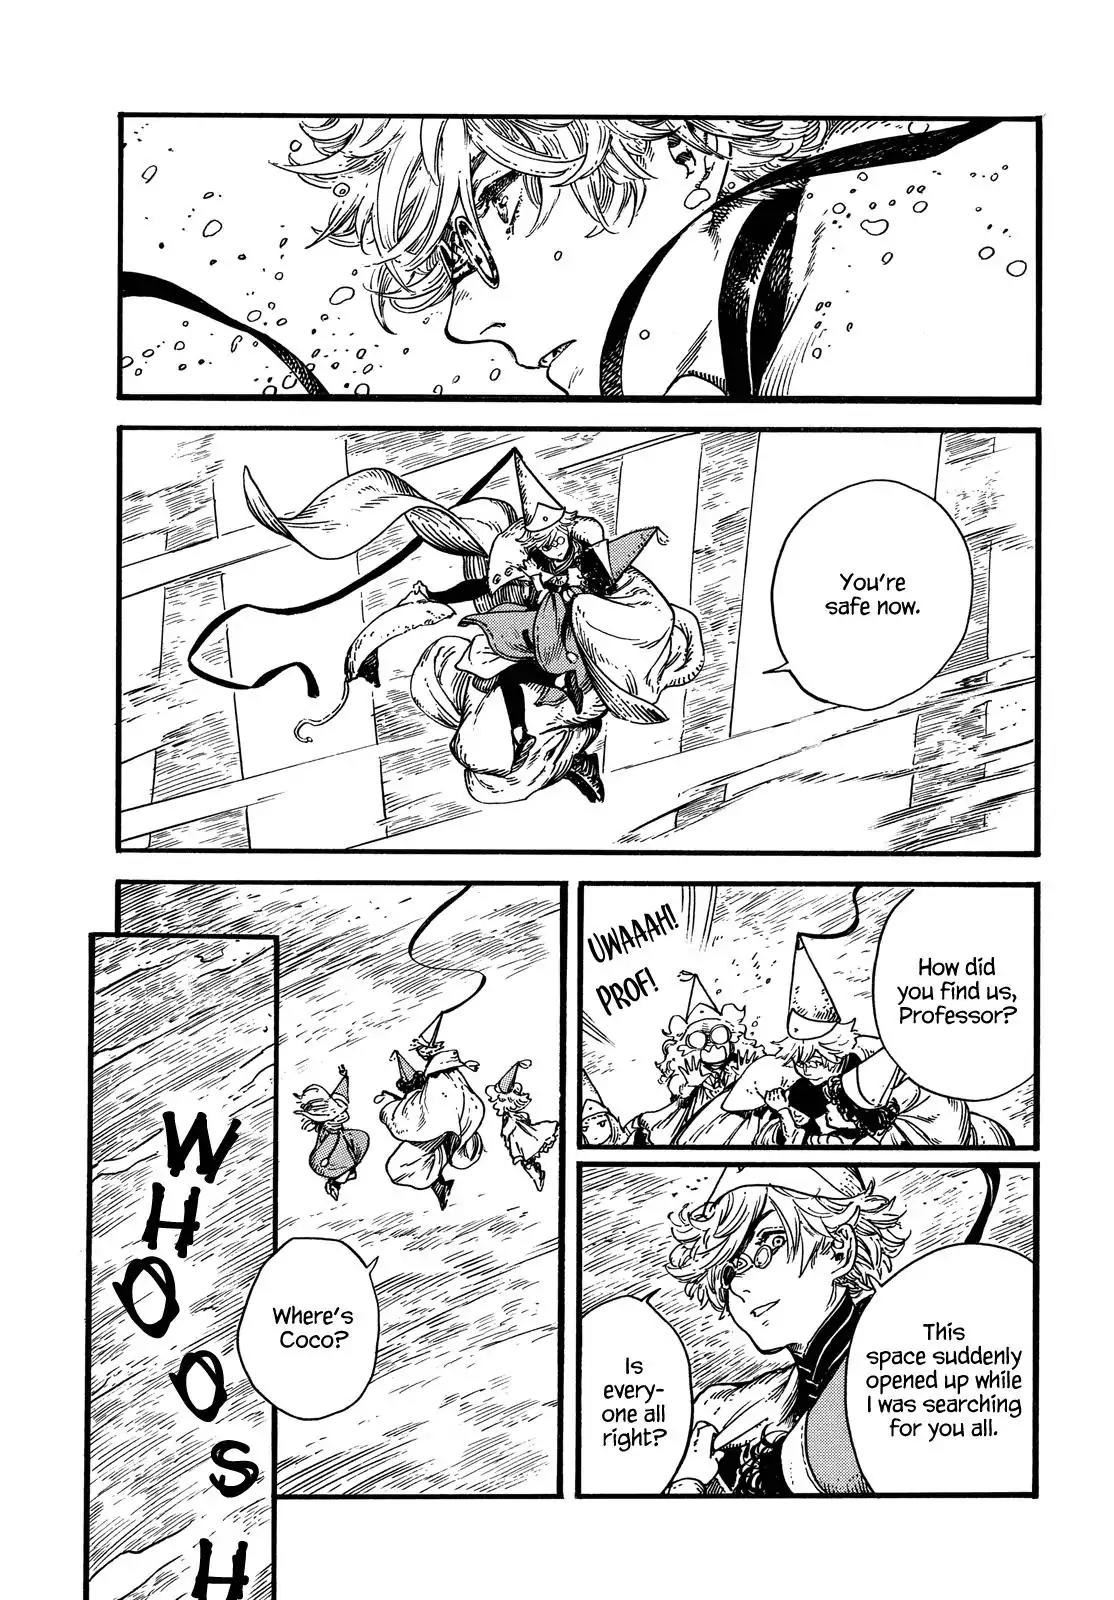 You're
safe now.
How did
you find us,
Professor?
UWAAAH!
PROF!
This
space suddenly
opened up while
I was searching
for you all.
Is
every-
one all
right?
Where's
Coco?
WHOOSH